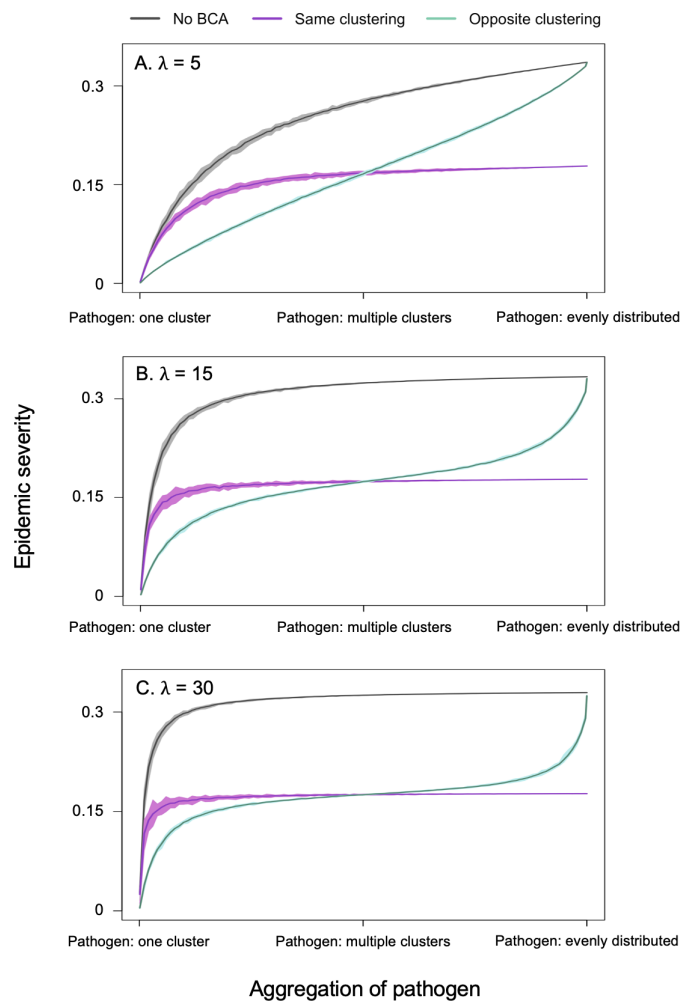 No BCA Same clustering Opposite clustering
A. λ = 5
0.3
0.15
0
Pathogen: one cluster Pathogen: multiple clusters Pathogen: evenly distributed
B. λ = 15
0.3
0.15
0
Pathogen: one cluster Pathogen: multiple clusters Pathogen: evenly distributed
Epidemic severity
C. λ = 30
0.3
0.15
0
Pathogen: one cluster Pathogen: multiple clusters Pathogen: evenly distributed
Aggregation of pathogen